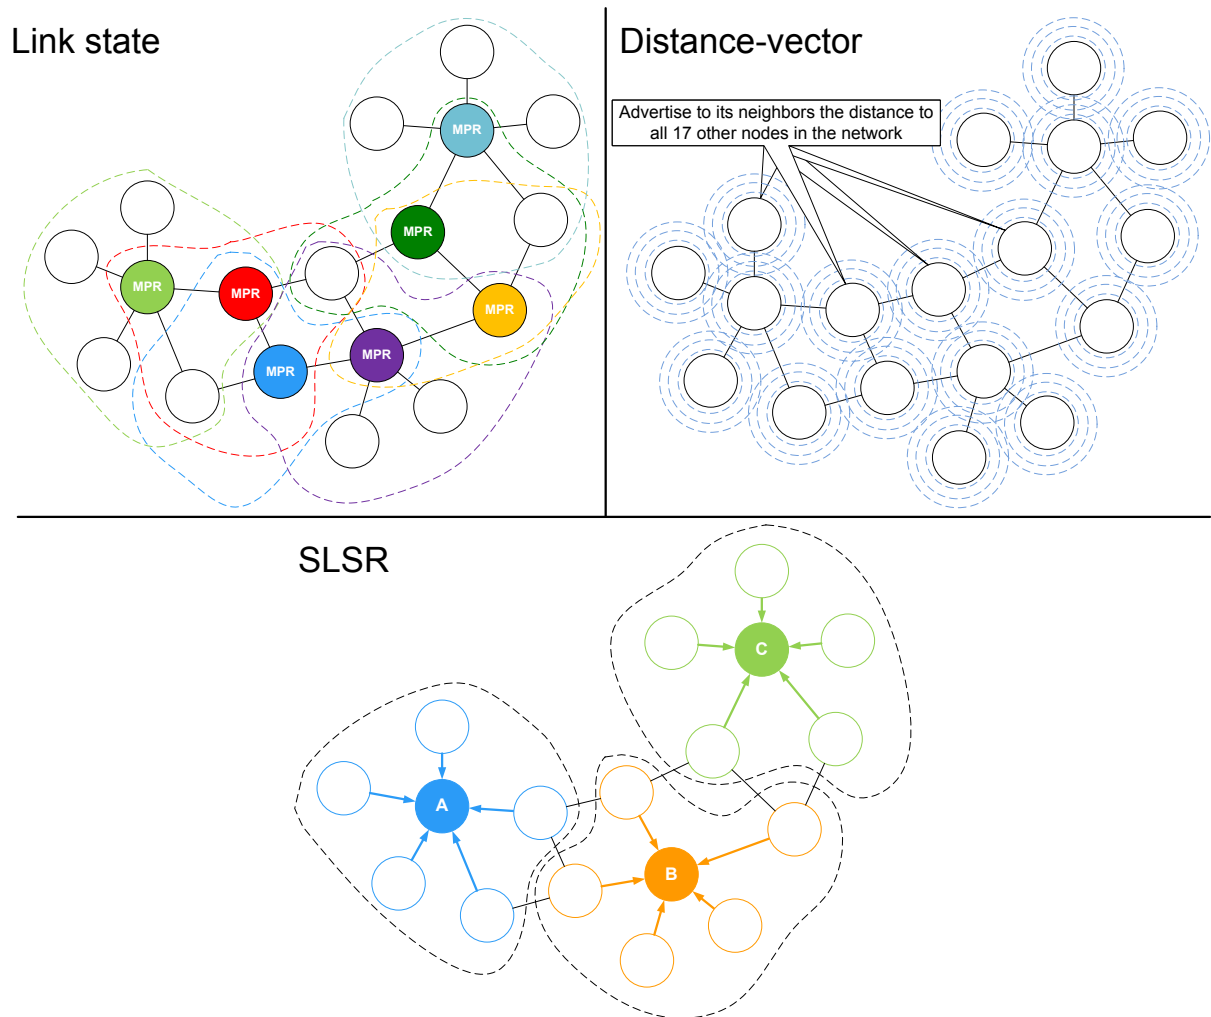 Link state
Distance-vector
Advertise to its neighbors the distance to
all 17 other nodes in the network
MPR
MPR
MPR
MPR
MPR
MPR
MPR
SLSR
C
A
B